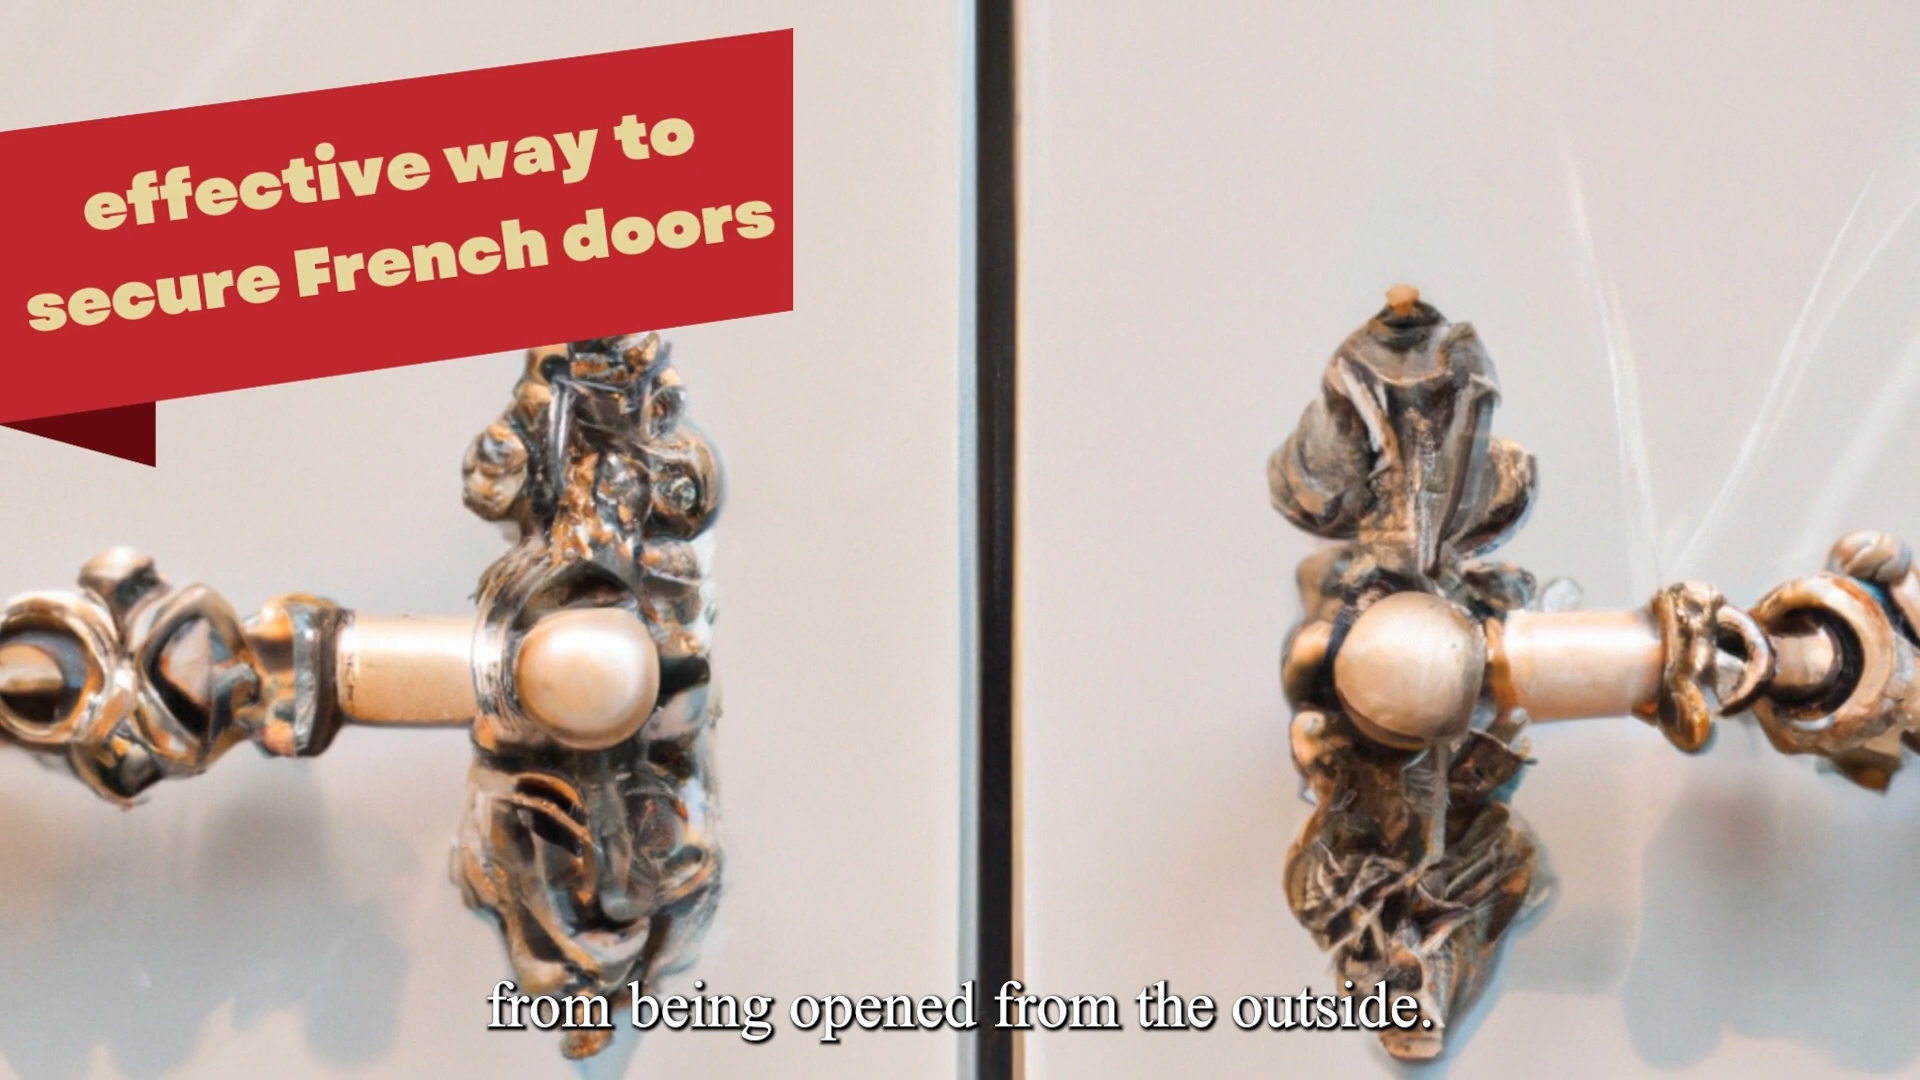 effective way to
secure French doors
from being opened from the outside.